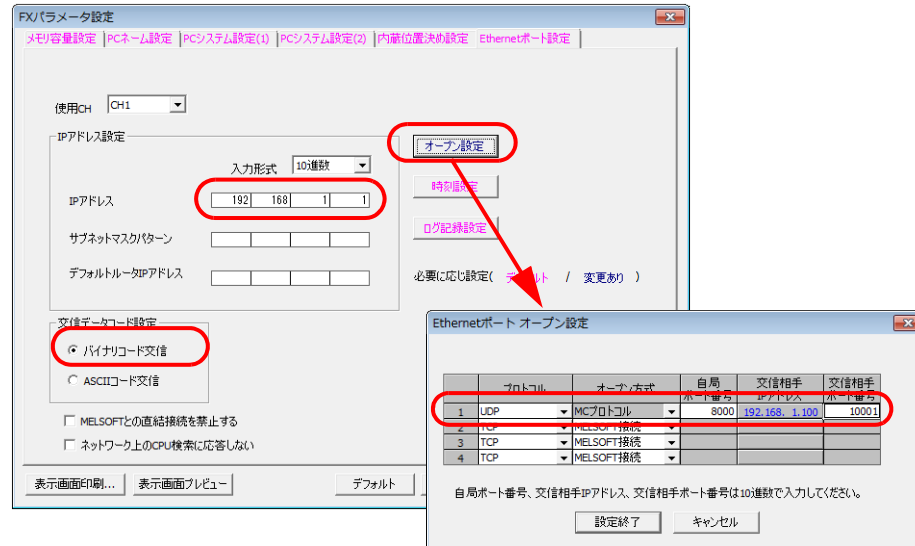 FXパラメータ設定
メモリ容量設定 PCネーム設定 PCシステム設定(1) PCシステム設定(2) 内蔵位置決め設定 Ethernetポート設定
使用CH CH1
IPアドレス設定
オープン設定
入力形式 10進数
時刻設定
IPアドレス 192 168 1 1
ログ記録設定
サブネットマスクパターン
デフォルトルータIPアドレス
必要に応じ設定( デフォルト / 変更あり )
交信データコード設定
バイナリコード交信
ASCIIコード交信
MELSOFTとの直結接続を禁止する
ネットワーク上のCPU検索に応答しない
表示画面印刷... 表示画面プレビュー デフォルト
Ethernetポート オープン設定
プロトコル オープン方式 自局ポート番号 交信相手IPアドレス 交信相手ポート番号
1 UDP MCプロトコル 8000 192.168. 1.100 10001
2 TCP MELSOFT接続
3 TCP MELSOFT接続
4 TCP MELSOFT接続
自局ポート番号、交信相手IPアドレス、交信相手ポート番号は10進数で入力してください。
設定終了 キャンセル